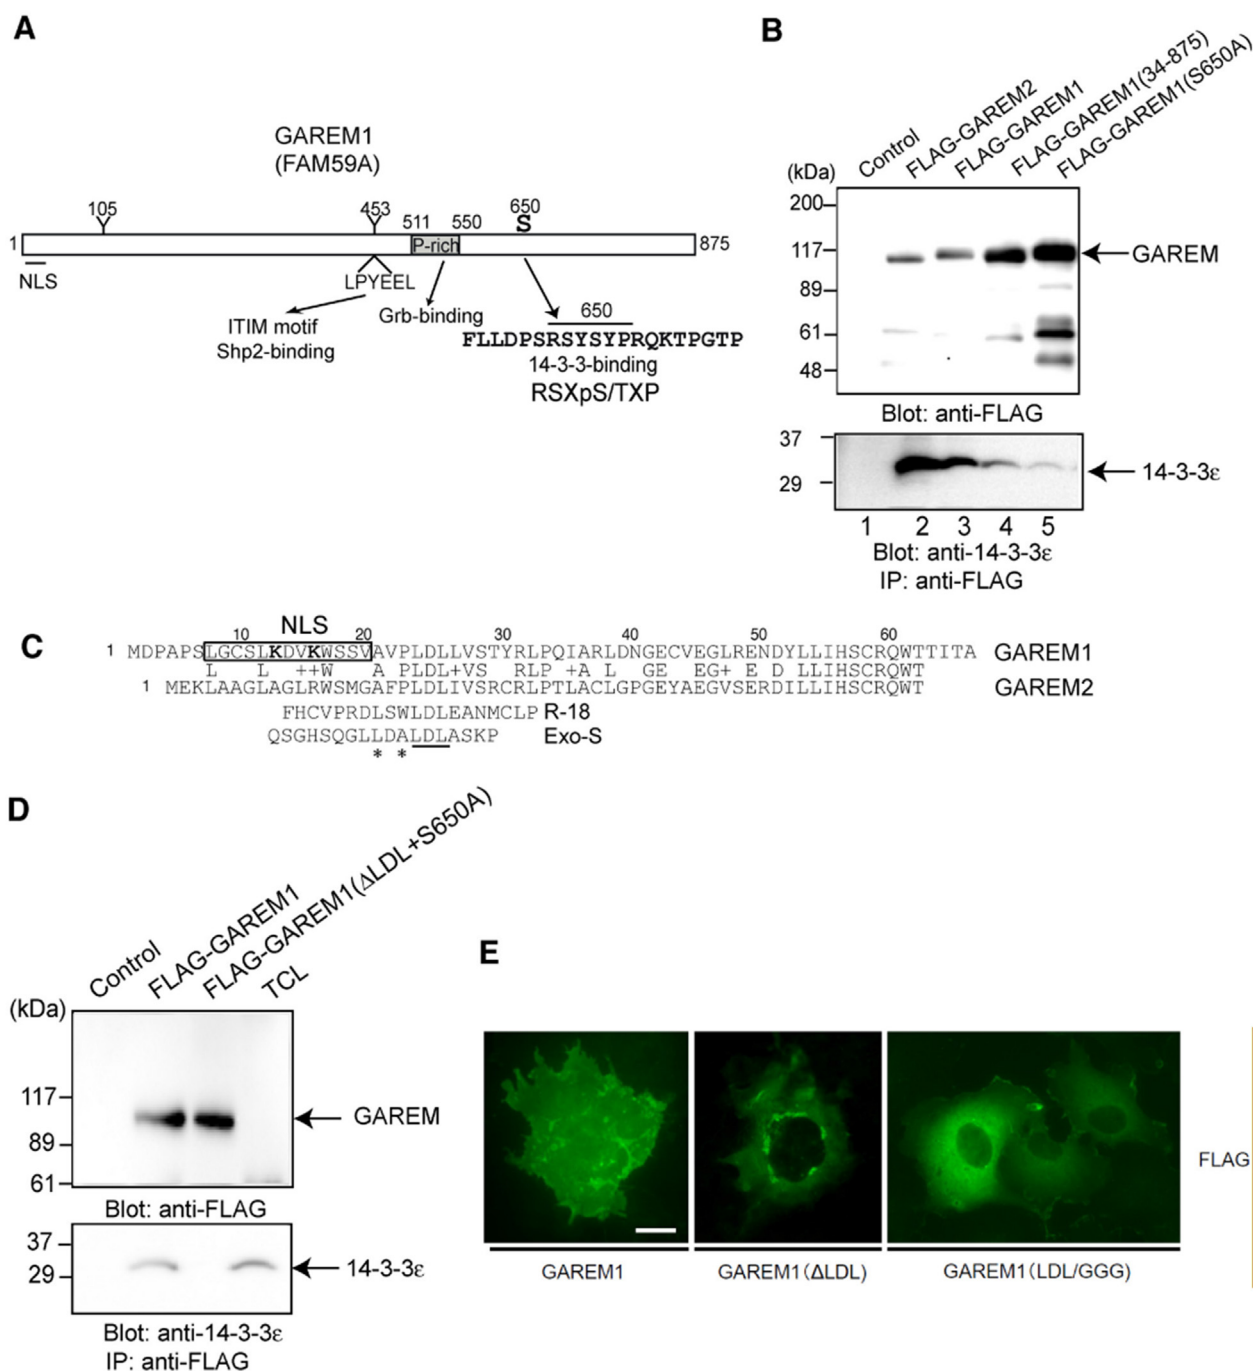 A
GAREM1
(FAM59A)
105
453
511
550
650
S
1
P-rich
875
NLS
LPYEEL
ITIM motif
Shp2-binding
Grb-binding
650
FLLDPSRSYSYPRQKTPGTP
14-3-3-binding
RSXpS/TXP
B
Control
FLAG-GAREM2
FLAG-GAREM1
FLAG-GAREM1(34-875)
FLAG-GAREM1(S650A)
(kDa)
200
117
89
61
48
GAREM
Blot: anti-FLAG
37
29
14-3-3ε
1 2 3 4 5
Blot: anti-14-3-3ε
IP: anti-FLAG
C
10 NLS 20 30 40 50 60
1 MDPAPSLGCSLKDVKWSSVAVPLDLLVSTYRLPQIARLDNGECVEGLRENDYLLIHSCRQWTTITA GAREM1
L L ++W A PLDL+VS RLP +A L GE EG+ E D LLIHSCRQWT
1 MEKLAAGLAGLRWSMGAFPLDLIVSRCRLPTLACLGPGEYAEGVSERDILLIHSCRQWT GAREM2
FHCVPRDLSWLDLEANMCLP R-18
QSGHSQGLLDALDLASKP Exo-S
* *
D
Control
FLAG-GAREM1
FLAG-GAREM1(ΔLDL+S650A)
TCL
(kDa)
117
89
61
GAREM
Blot: anti-FLAG
37
29
14-3-3ε
Blot: anti-14-3-3ε
IP: anti-FLAG
E
FLAG
GAREM1
GAREM1(ΔLDL)
GAREM1(LDL/GGG)